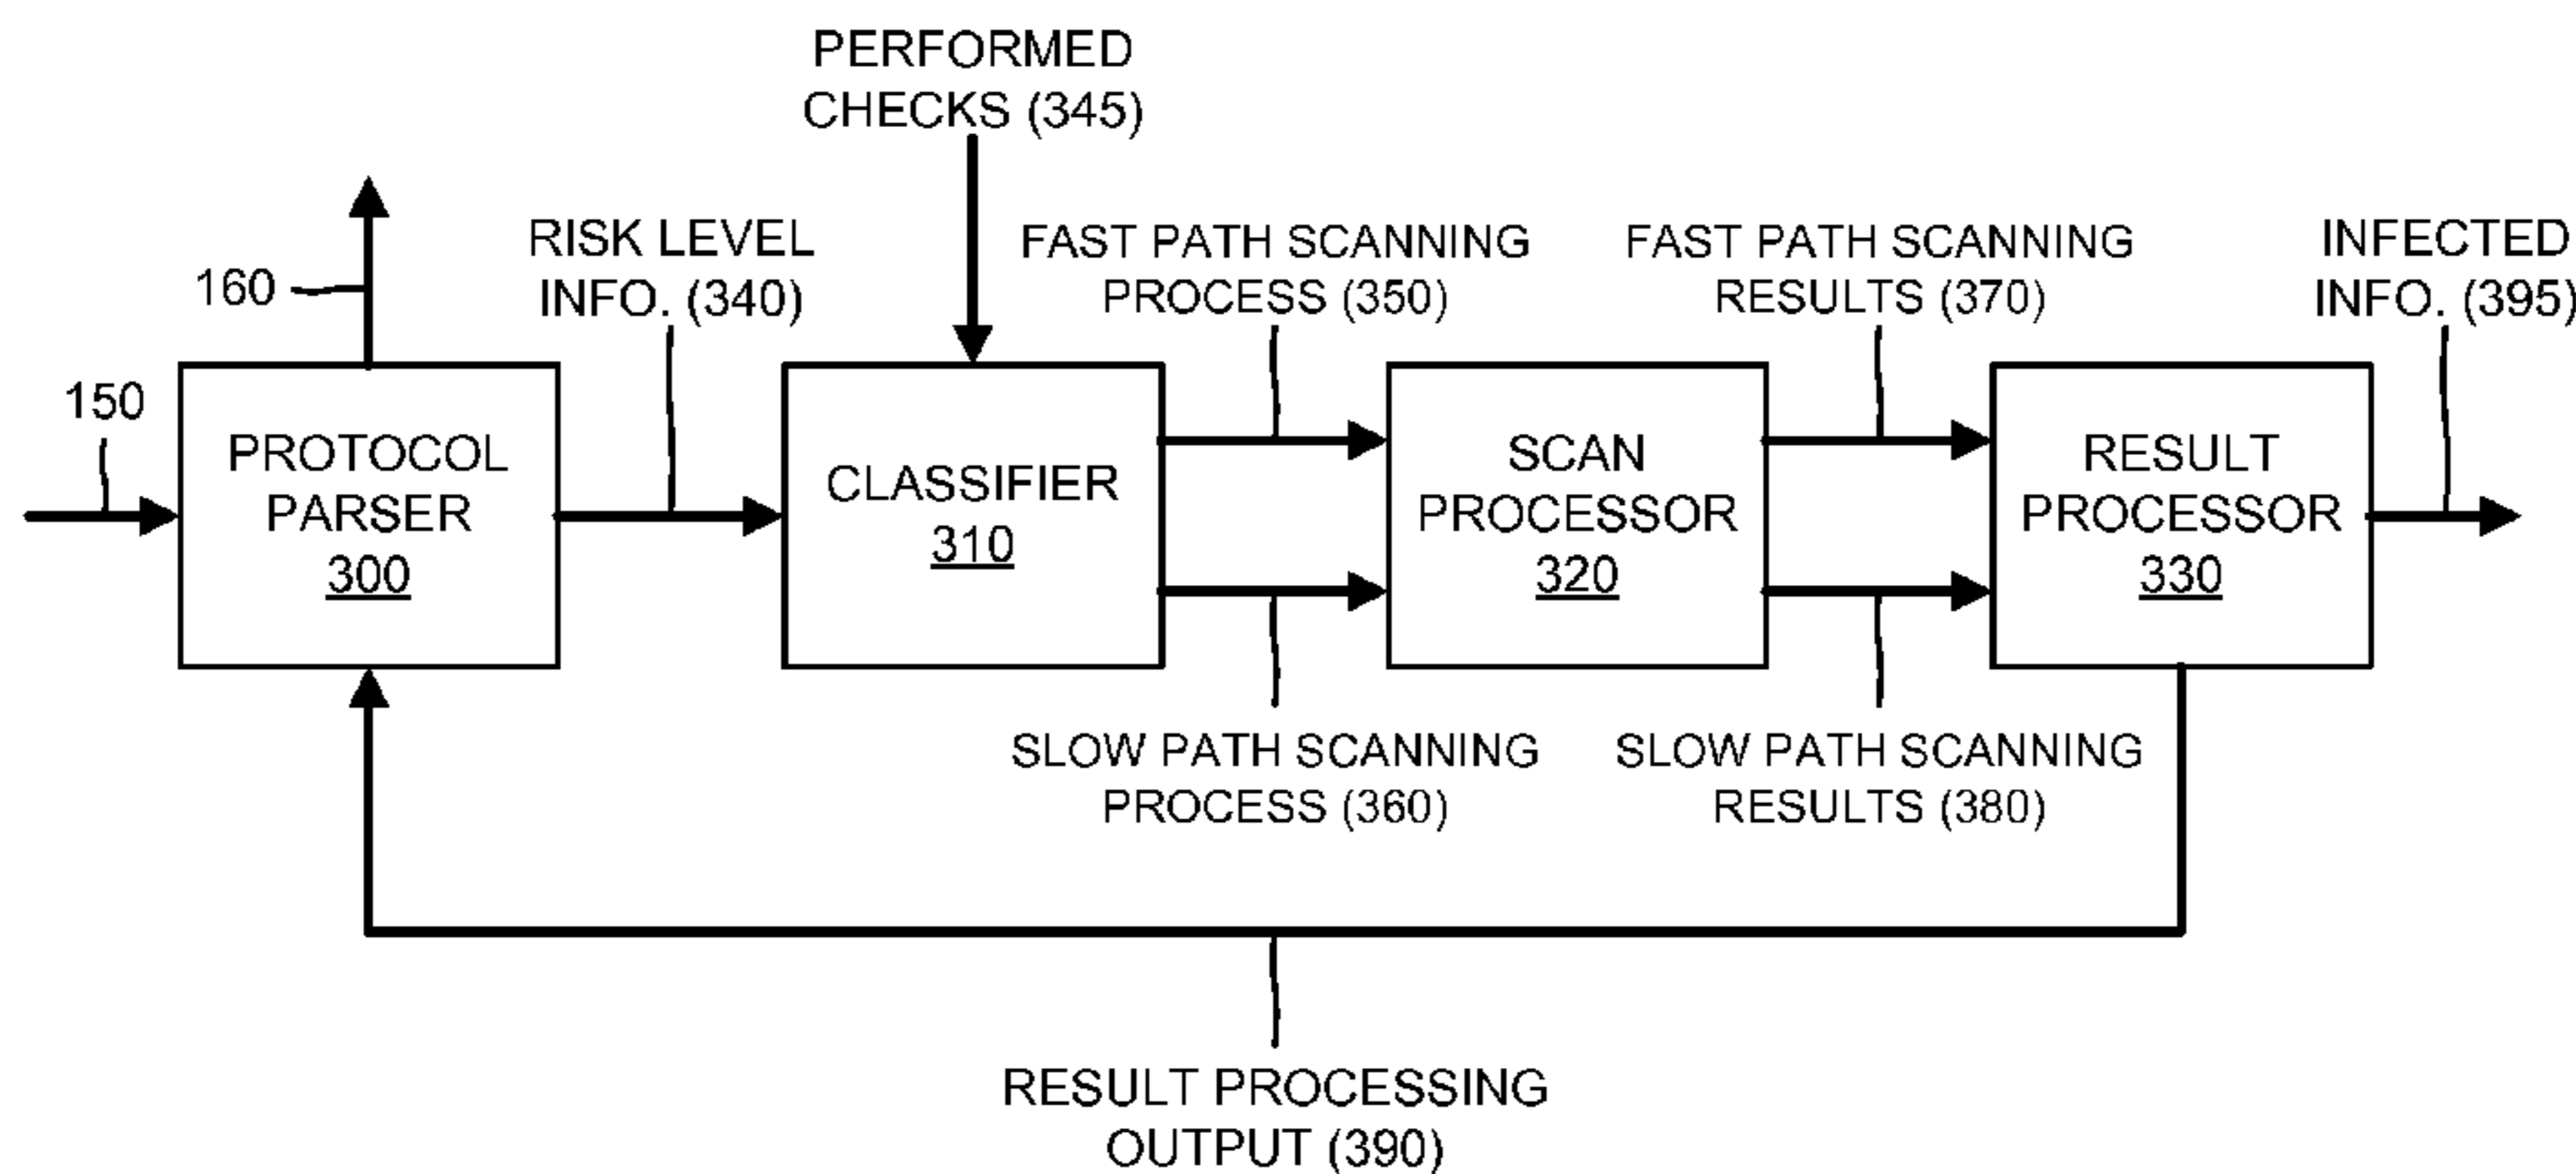 PERFORMED
CHECKS (345)
160
RISK LEVEL
INFO. (340)
FAST PATH SCANNING
PROCESS (350)
FAST PATH SCANNING
RESULTS (370)
INFECTED
INFO. (395)
150
PROTOCOL
PARSER
300
CLASSIFIER
310
SCAN
PROCESSOR
320
RESULT
PROCESSOR
330
SLOW PATH SCANNING
PROCESS (360)
SLOW PATH SCANNING
RESULTS (380)
RESULT PROCESSING
OUTPUT (390)